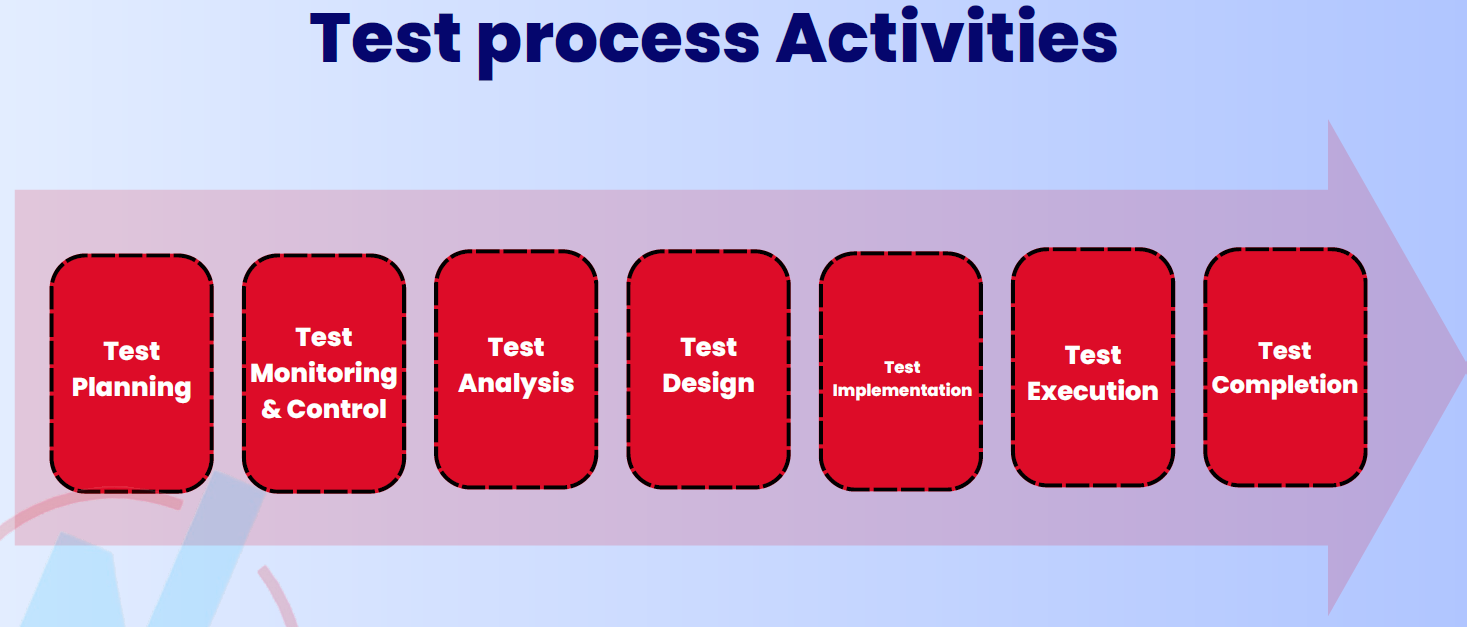 Test process Activities
Test
Planning
Test
Monitoring
& Control
Test
Analysis
Test
Design
Test
Implementation
Test
Execution
Test
Completion